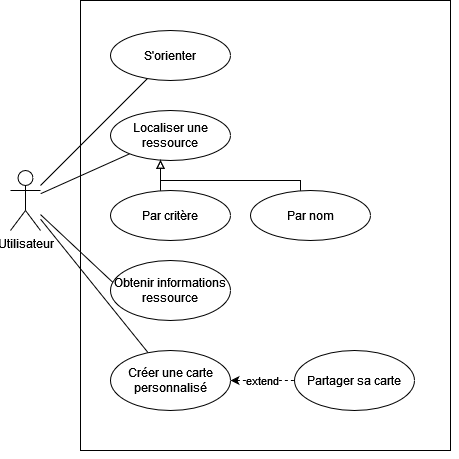 S'orienter
Localiser une
ressource
Par critère
Par nom
Utilisateur
Obtenir informations
ressource
Créer une carte
personnalisé
extend
Partager sa carte